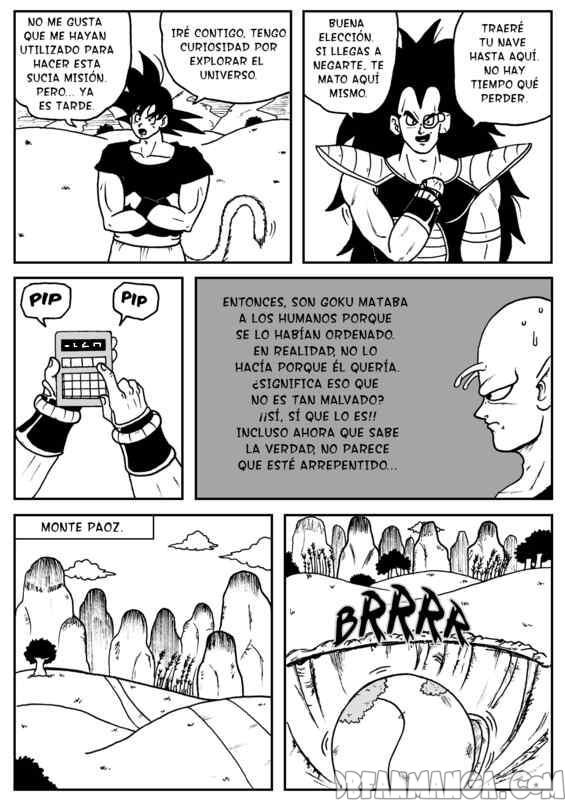 NO ME GUSTA
QUE ME HAYAN
UTILIZADO PARA
HACER ESTA
SUCIA MISIÓN.
PERO... YA
ES TARDE.
IRÉ CONTIGO, TENGO
CURIOSIDAD POR
EXPLORAR EL
UNIVERSO.
BUENA
ELECCIÓN.
SI LLEGAS A
NEGARTE, TE
MATO AQUÍ
MISMO.
TRAERÉ
TU NAVE
HASTA AQUÍ.
NO HAY
TIEMPO QUÉ
PERDER.
PIP
PIP
ENTONCES, SON GOKU MATABA
A LOS HUMANOS PORQUE
SE LO HABÍAN ORDENADO.
EN REALIDAD, NO LO
HACÍA PORQUE ÉL QUERÍA.
¿SIGNIFICA ESO QUE
NO ES TAN MALVADO?
¡¡SÍ, SÍ QUE LO ES!!
INCLUSO AHORA QUE SABE
LA VERDAD, NO PARECE
QUE ESTÉ ARREPENTIDO...
MONTE PAOZ.
BRRRR
DBFANMANGA.COM